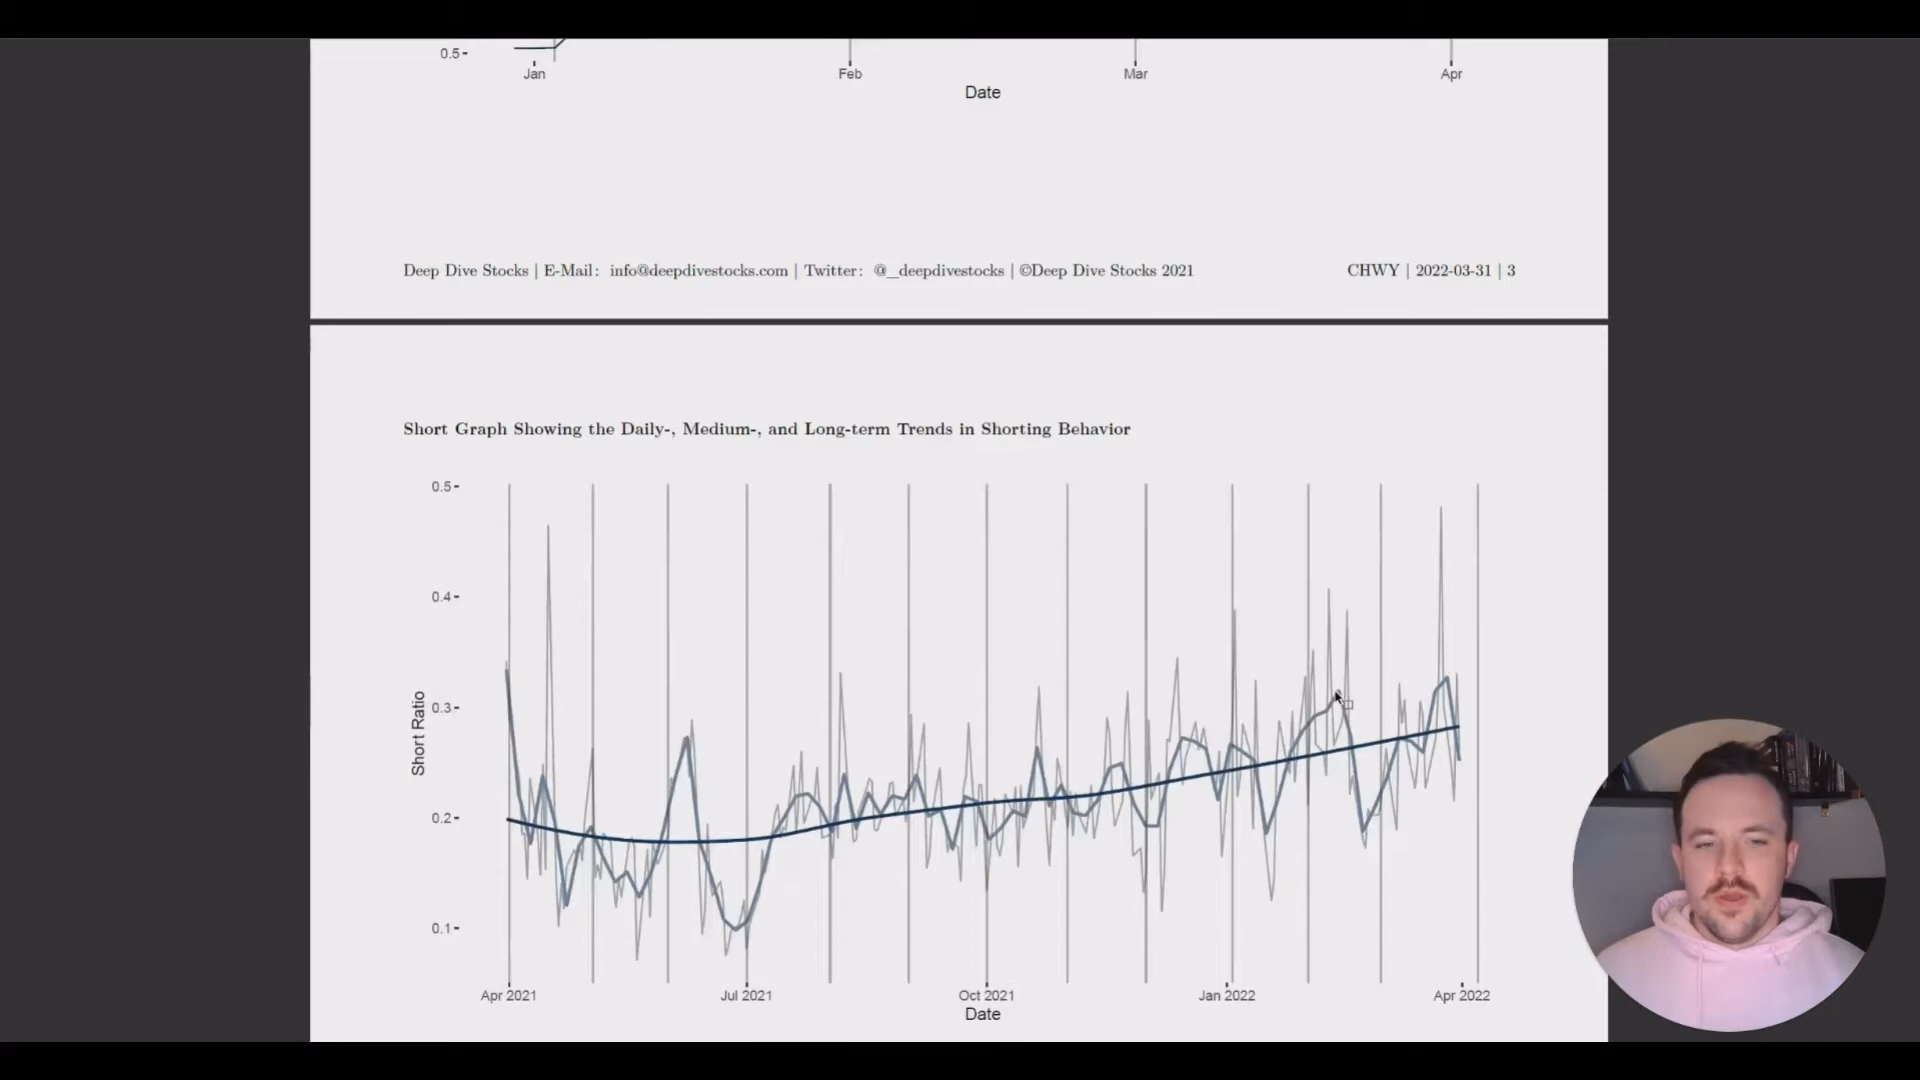 0.5
Jan Feb Mar Apr
Date
Deep Dive Stocks | E-Mail: info@deepdivestocks.com | Twitter: @_deepdivestocks | ©Deep Dive Stocks 2021 CHWY | 2022-03-31 | 3
Short Graph Showing the Daily-, Medium-, and Long-term Trends in Shorting Behavior
0.5
0.4
0.3
Short Ratio
0.2
0.1
Apr 2021 Jul 2021 Oct 2021 Jan 2022 Apr 2022
Date